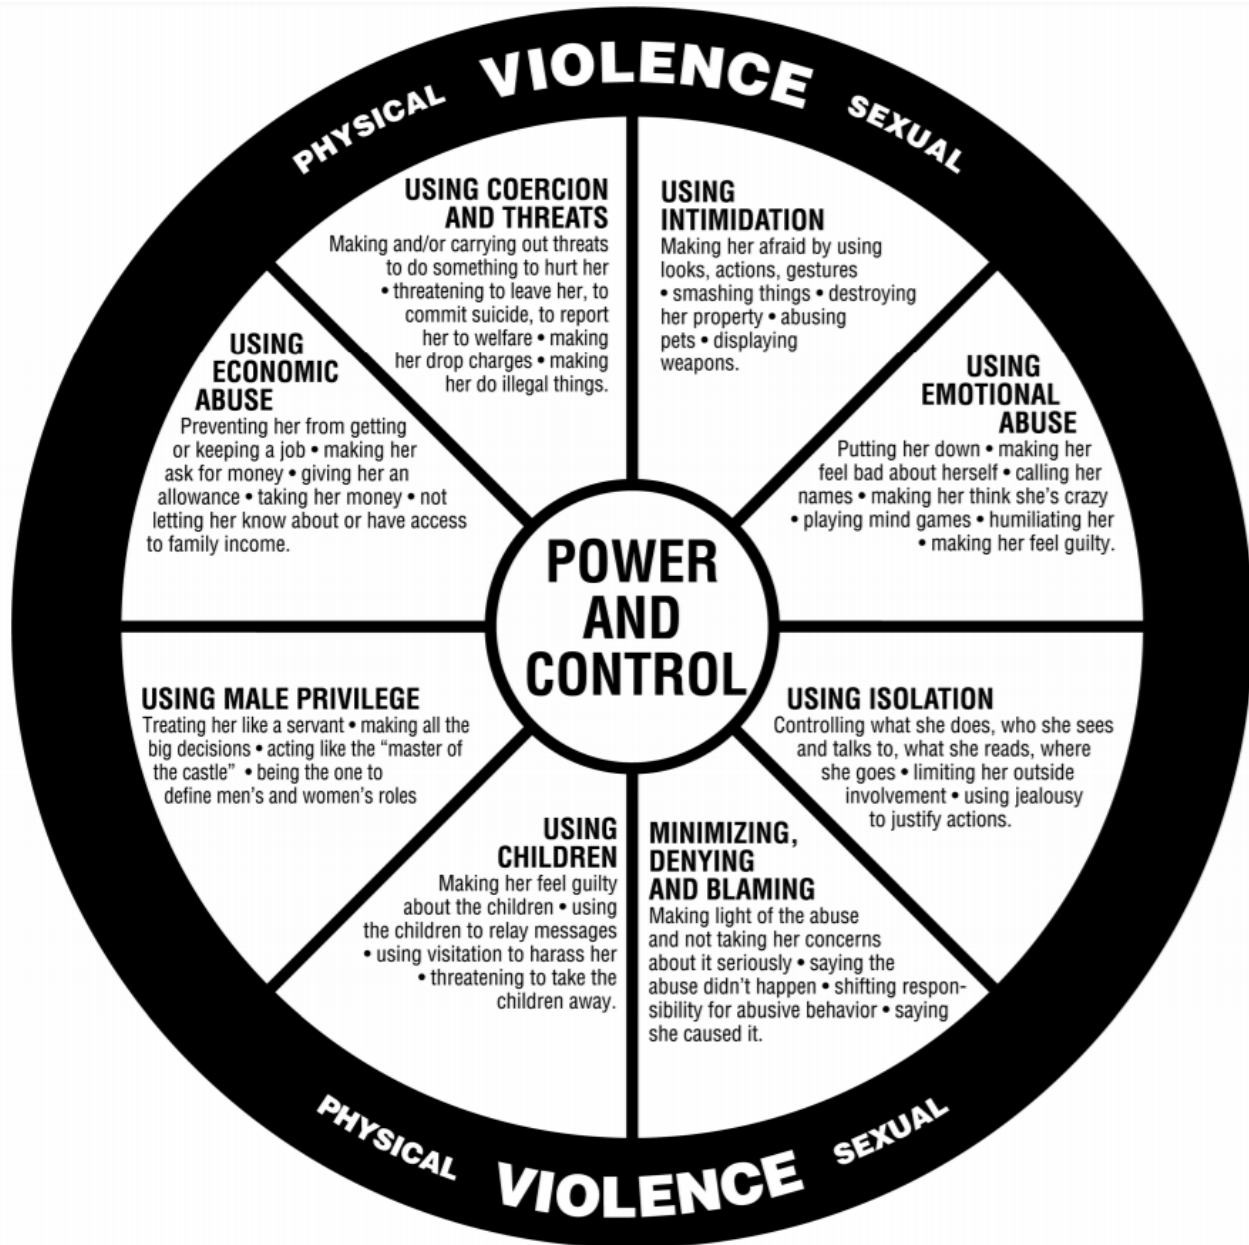 PHYSICAL VIOLENCE SEXUAL
USING COERCION
AND THREATS
Making and/or carrying out threats
to do something to hurt her
• threatening to leave her, to
commit suicide, to report
her to welfare • making
her drop charges • making
her do illegal things.
USING
INTIMIDATION
Making her afraid by using
looks, actions, gestures
• smashing things • destroying
her property • abusing
pets • displaying
weapons.
USING
EMOTIONAL
ABUSE
Putting her down • making her
feel bad about herself • calling her
names • making her think she's crazy
• playing mind games • humiliating her
• making her feel guilty.
USING ISOLATION
Controlling what she does, who she sees
and talks to, what she reads, where
she goes • limiting her outside
involvement • using jealousy
to justify actions.
MINIMIZING,
DENYING
AND BLAMING
Making light of the abuse
and not taking her concerns
about it seriously • saying the
abuse didn't happen • shifting respon-
sibility for abusive behavior • saying
she caused it.
USING
CHILDREN
Making her feel guilty
about the children • using
the children to relay messages
• using visitation to harass her
• threatening to take the
children away.
USING MALE PRIVILEGE
Treating her like a servant • making all the
big decisions • acting like the “master of
the castle” • being the one to
define men's and women's roles
USING
ECONOMIC
ABUSE
Preventing her from getting
or keeping a job • making her
ask for money • giving her an
allowance • taking her money • not
letting her know about or have access
to family income.
POWER
AND
CONTROL
PHYSICAL VIOLENCE SEXUAL